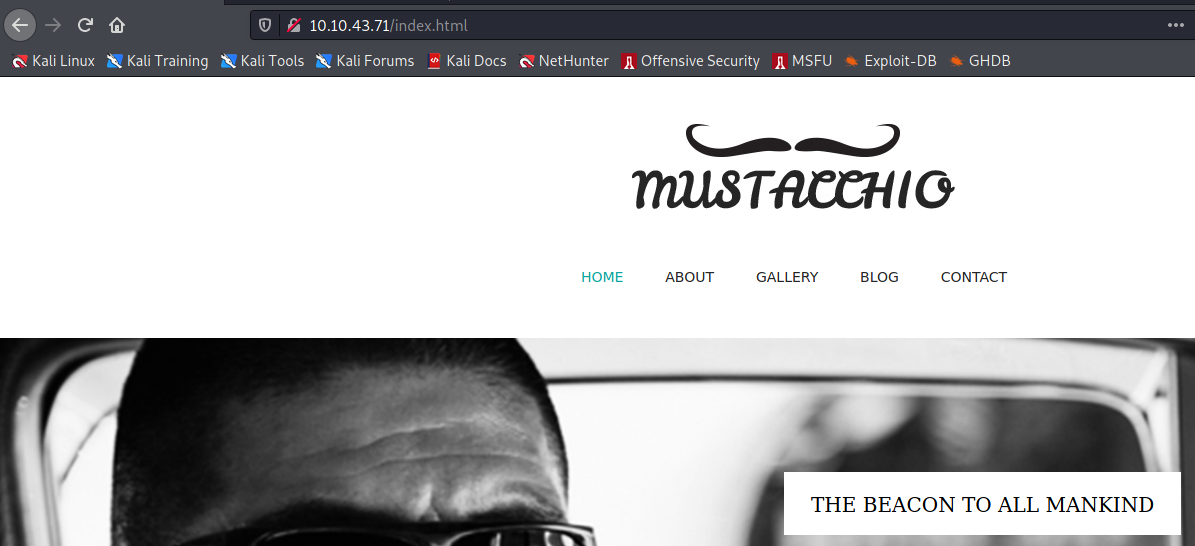 10.10.43.71/index.html
Kali Linux Kali Training Kali Tools Kali Forums Kali Docs NetHunter Offensive Security MSFU Exploit-DB GHDB
MUSTACCHIO
HOME ABOUT GALLERY BLOG CONTACT
THE BEACON TO ALL MANKIND